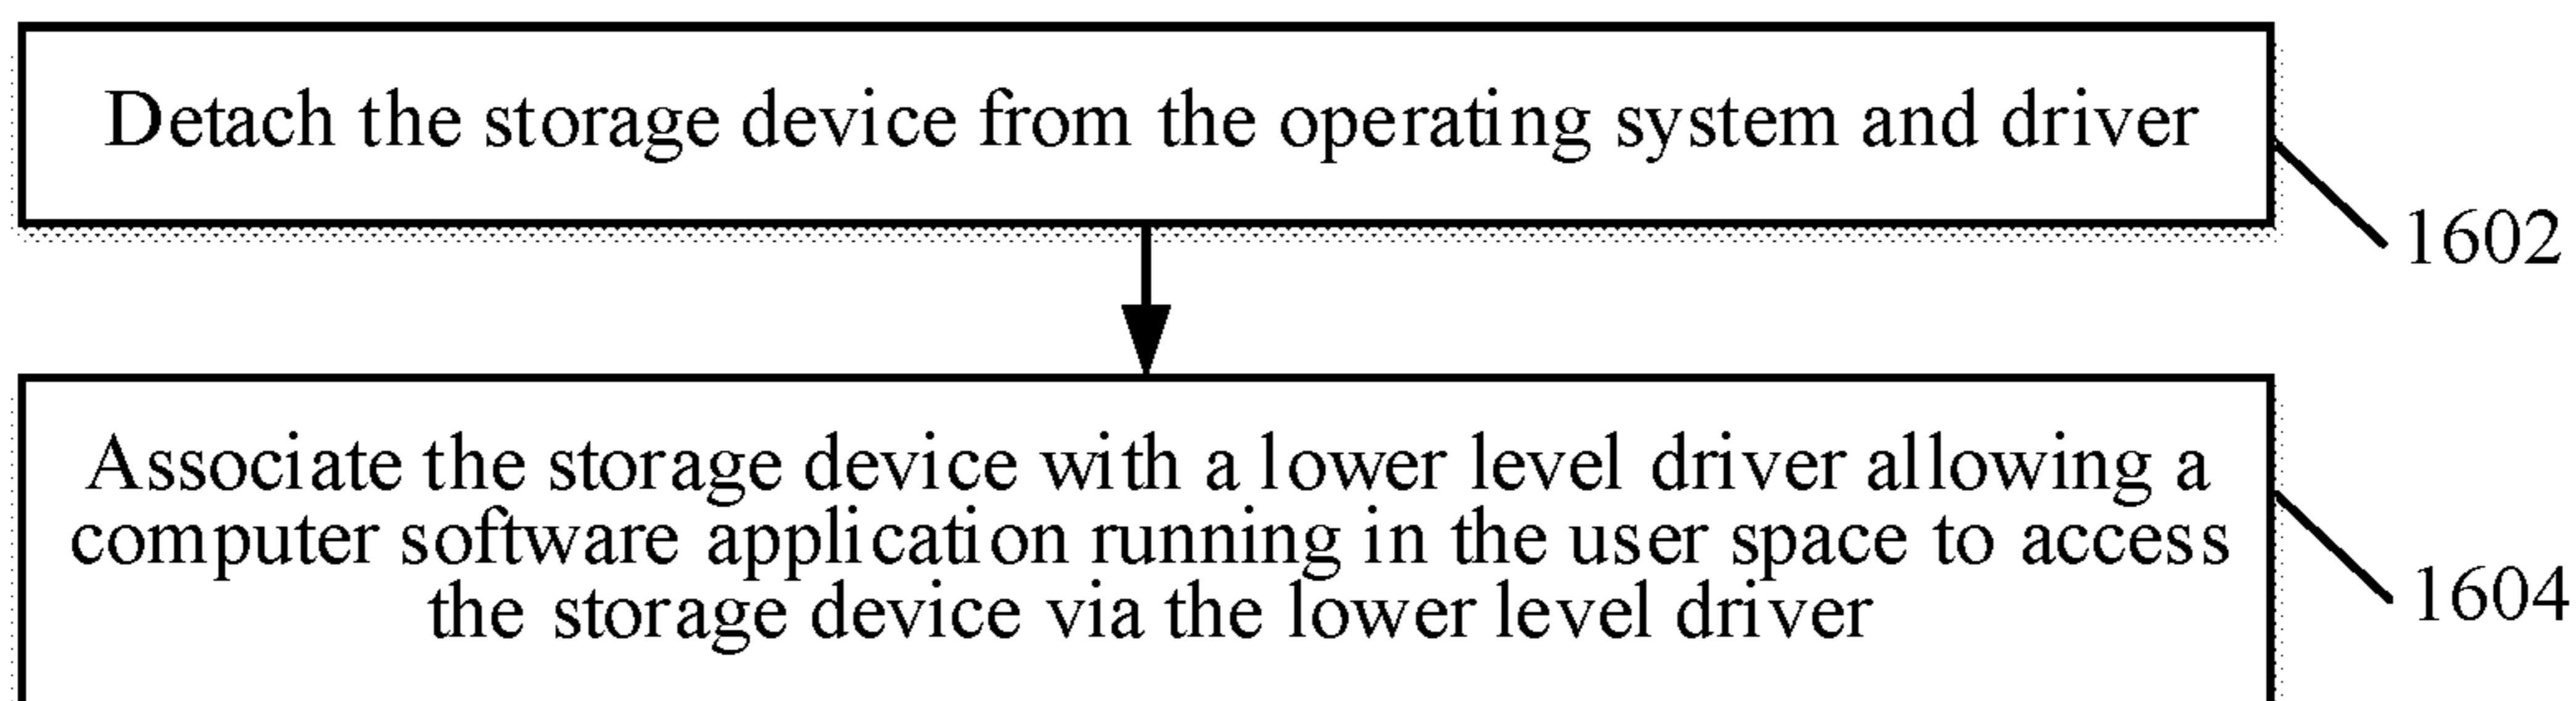 Detach the storage device from the operating system and driver
1602
Associate the storage device with a lower level driver allowing a
computer software application running in the user space to access
the storage device via the lower level driver
1604